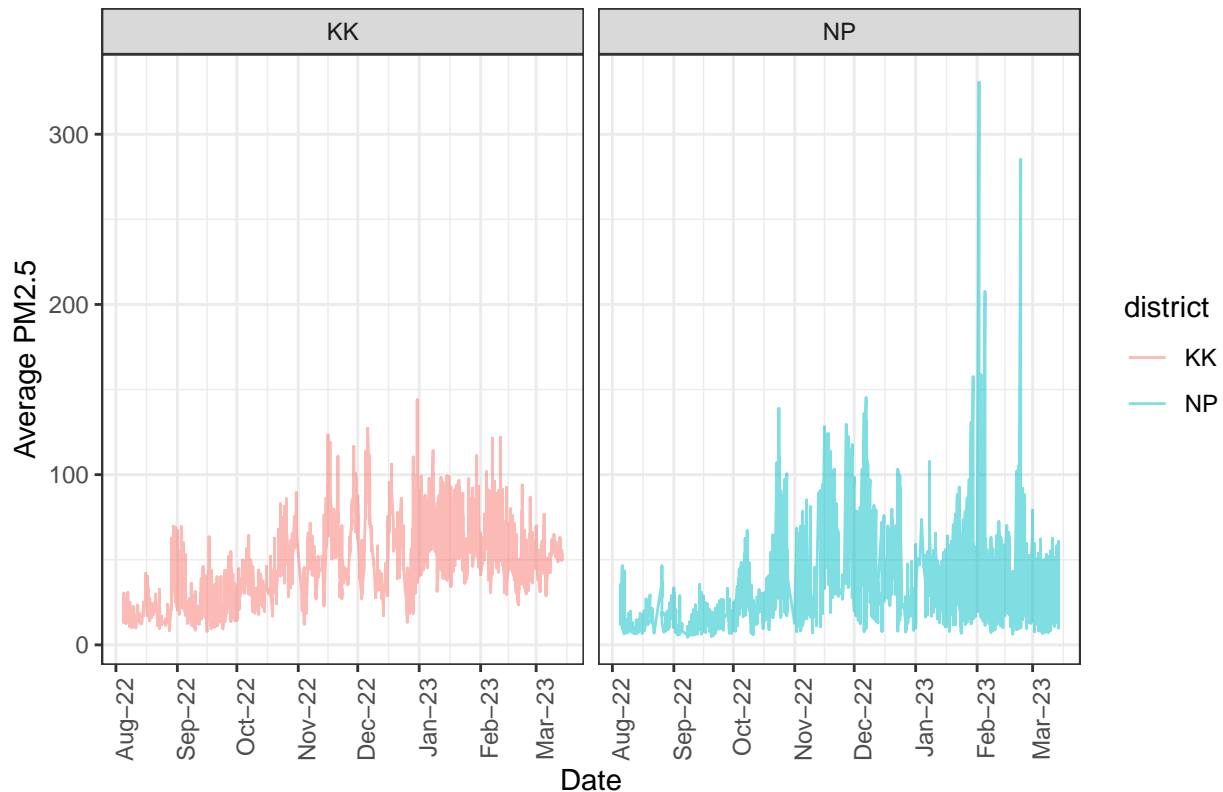 KK
NP
Average PM2.5
300
200
100
0
Aug−22
Sep−22
Oct−22
Nov−22
Dec−22
Jan−23
Feb−23
Mar−23
Aug−22
Sep−22
Oct−22
Nov−22
Dec−22
Jan−23
Feb−23
Mar−23
Date
district
KK
NP